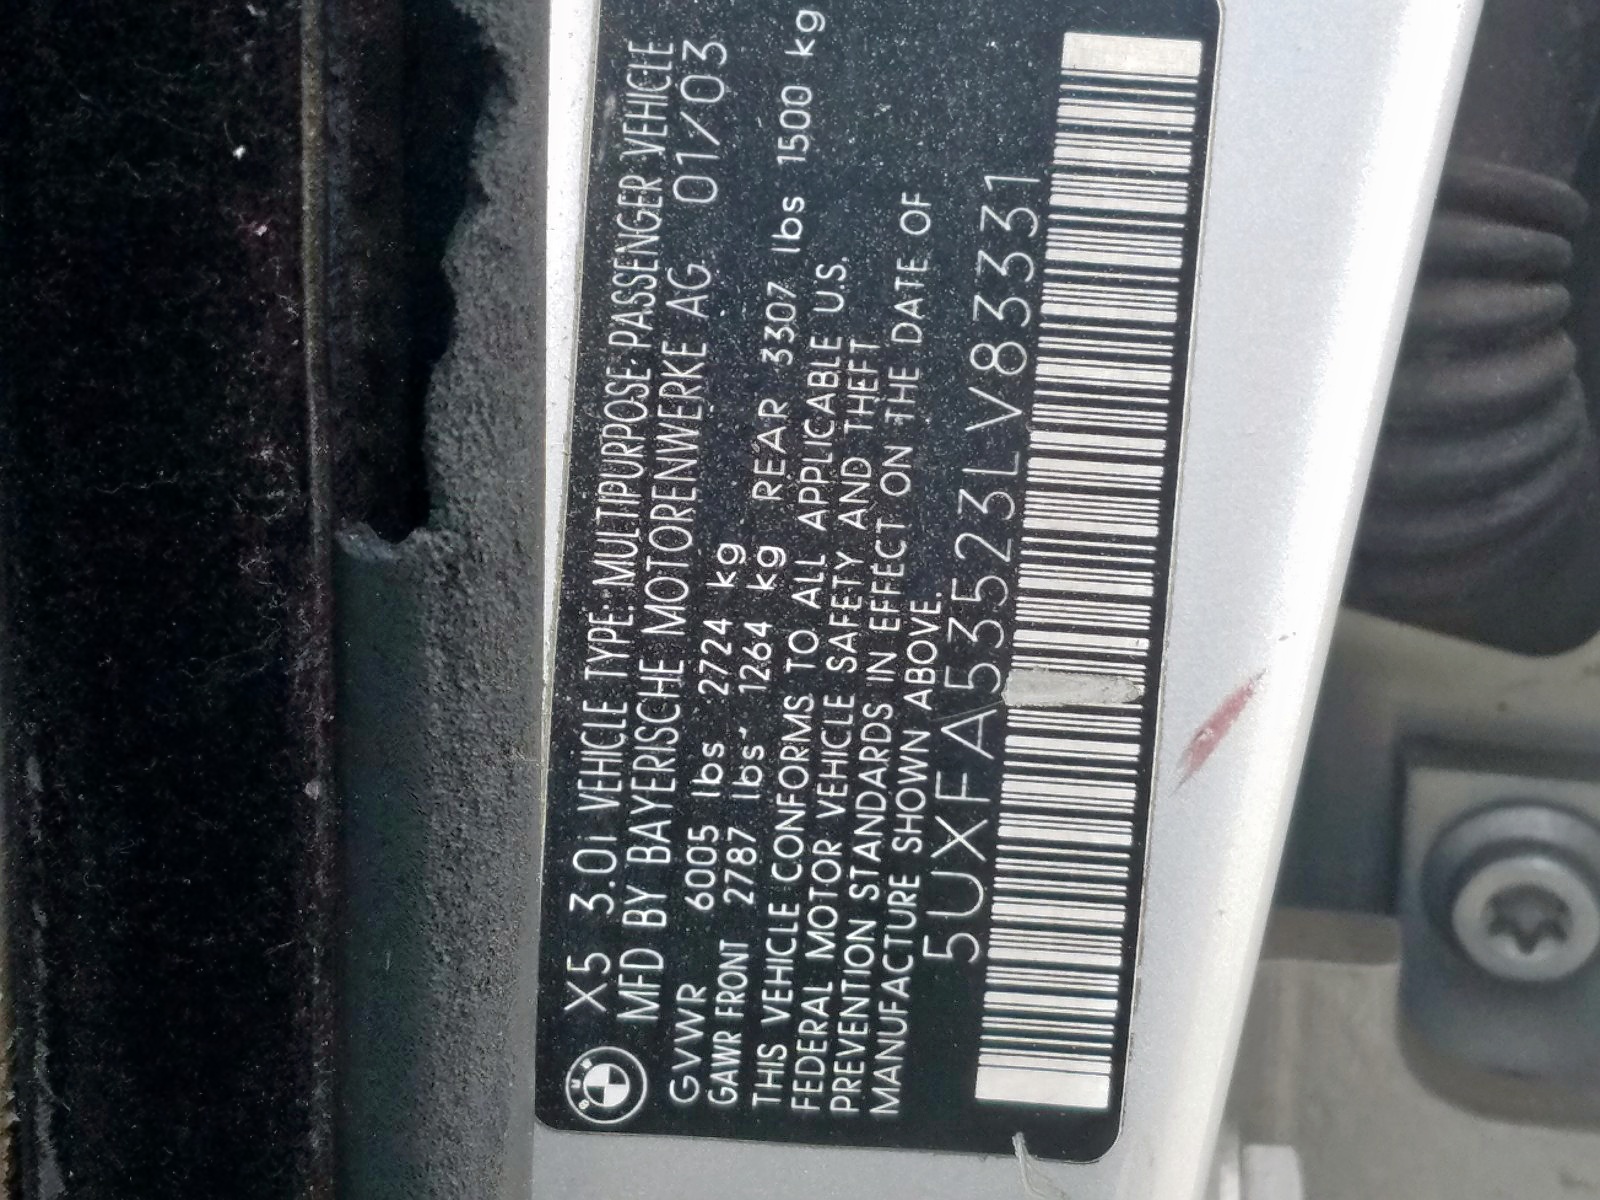 X5 3.0i VEHICLE TYPE: MULTIPURPOSE-PASSENGER VEHICLE
MFD BY BAYERISCHE MOTORENWERKE AG 01/03
GVWR 6005 lbs 2724 kg
GAWR FRONT 2787 lbs 1264 kg REAR 3307 lbs 1500 kg
THIS VEHICLE CONFORMS TO ALL APPLICABLE U.S.
FEDERAL MOTOR VEHICLE SAFETY AND THEFT
PREVENTION STANDARDS IN EFFECT ON THE DATE OF
MANUFACTURE SHOWN ABOVE.
5UXFA53523LV83331